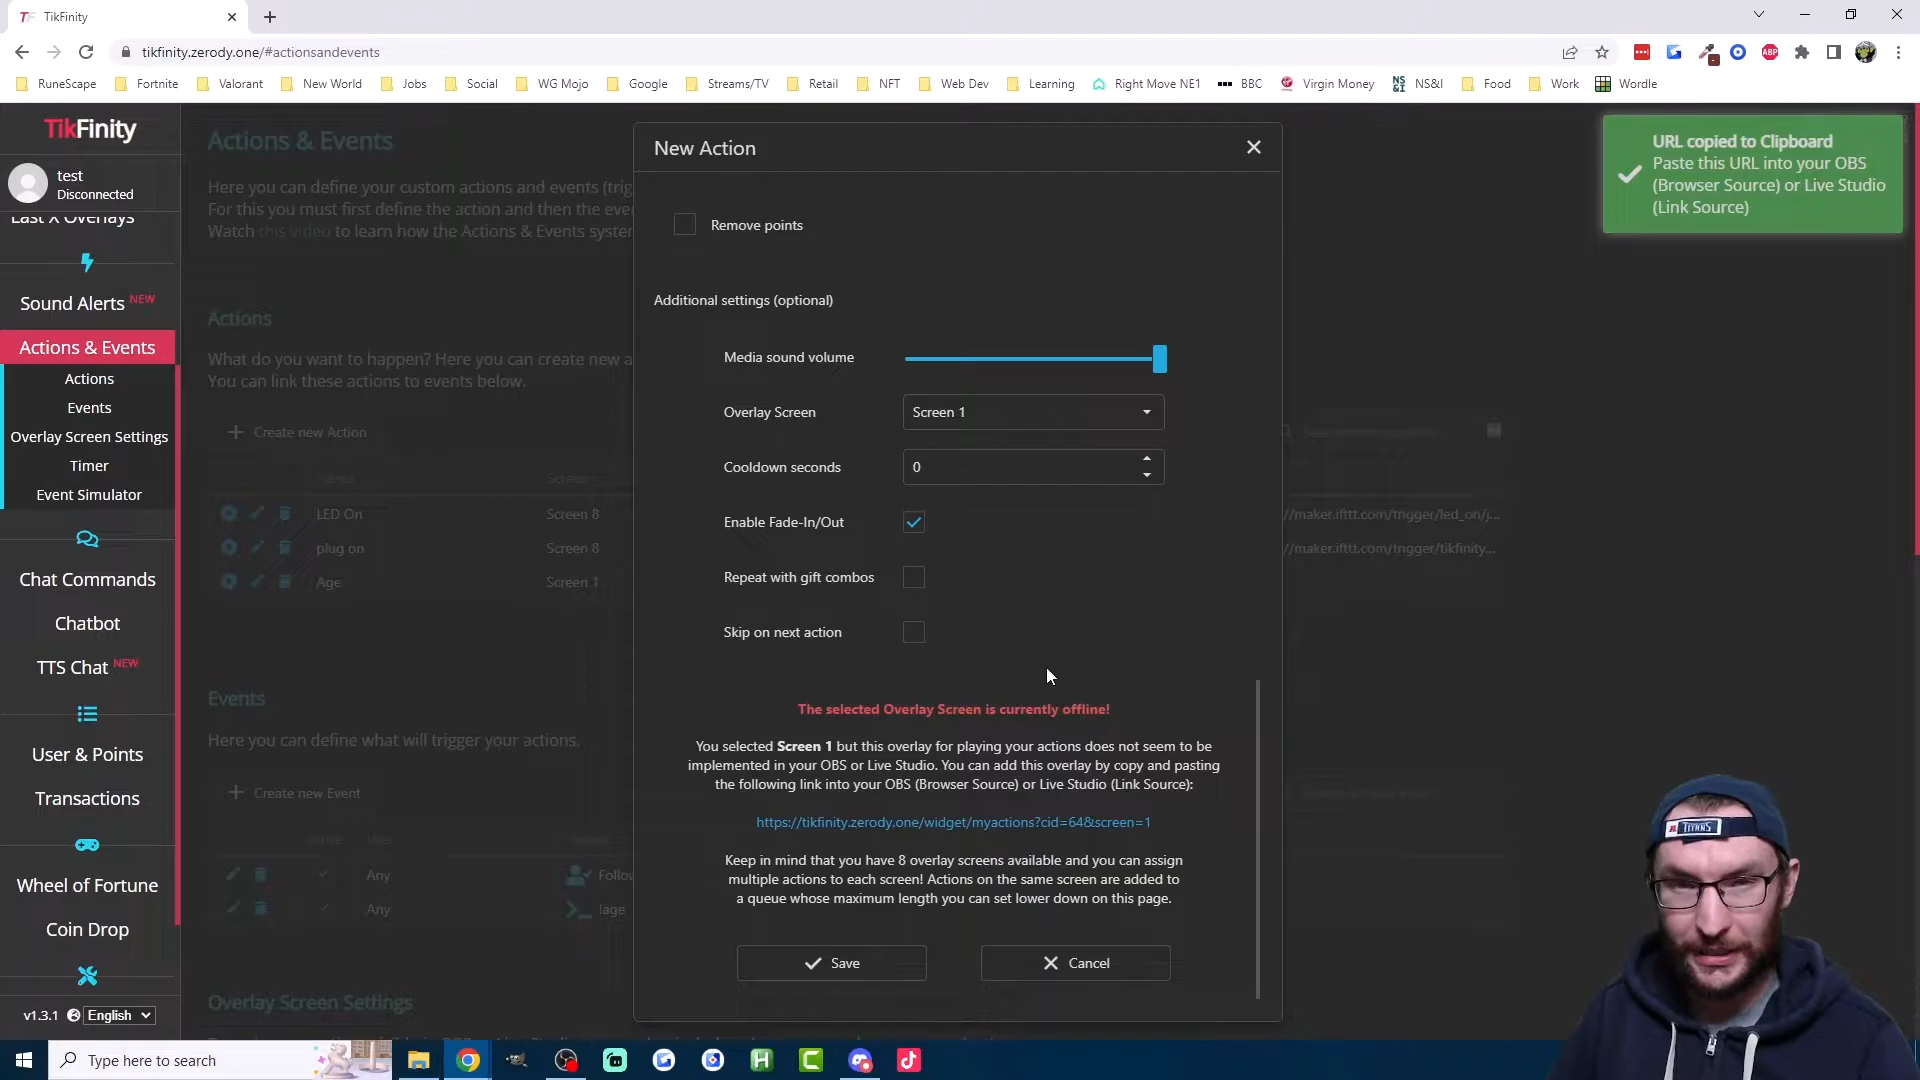 TikFinity
tikfinity.zerody.one/#actionsandevents
RuneScape Fortnite Valorant New World Jobs Social WG Mojo Google Streams/TV Retail NFT Web Dev Learning Right Move NE1 BBC Virgin Money NS&I Food Work Wordle
TikFinity
test
Disconnected
Last X Overlays
Sound Alerts NEW
Actions & Events
Actions
Events
Overlay Screen Settings
Timer
Event Simulator
Chat Commands
Chatbot
TTS Chat NEW
User & Points
Transactions
Wheel of Fortune
Coin Drop
v1.3.1 English
Actions & Events
Here you can define your custom actions and events (trig
For this you must first define the action and then the ever
Watch this video to learn how the Actions & Events syster
Actions
What do you want to happen? Here you can create new a
You can link these actions to events below.
Create new Action
Screen
LED On Screen 8 //maker.ifttt.com/trigger/led_on/j...
plug on Screen 8 //maker.ifttt.com/trigger/tikfinity...
Age Screen 1
Events
Here you can define what will trigger your actions.
Create new Event
Any Follow
Any !age
Overlay Screen Settings
New Action
Remove points
Additional settings (optional)
Media sound volume
Overlay Screen Screen 1
Cooldown seconds 0
Enable Fade-In/Out
Repeat with gift combos
Skip on next action
The selected Overlay Screen is currently offline!
You selected Screen 1 but this overlay for playing your actions does not seem to be
implemented in your OBS or Live Studio. You can add this overlay by copy and pasting
the following link into your OBS (Browser Source) or Live Studio (Link Source):
https://tikfinity.zerody.one/widget/myactions?cid=64&screen=1
Keep in mind that you have 8 overlay screens available and you can assign
multiple actions to each screen! Actions on the same screen are added to
a queue whose maximum length you can set lower down on this page.
Save Cancel
URL copied to Clipboard
Paste this URL into your OBS
(Browser Source) or Live Studio
(Link Source)
TITANS
Type here to search